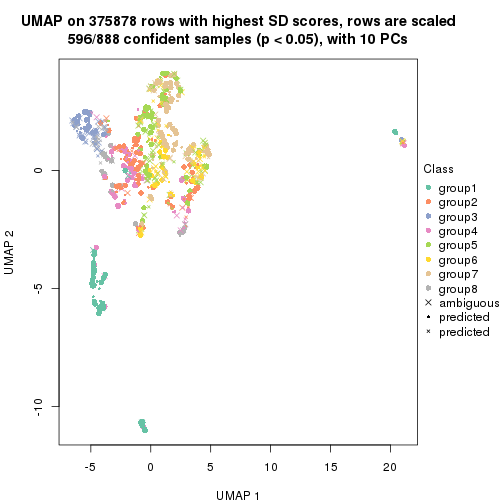 UMAP on 375878 rows with highest SD scores, rows are scaled
596/888 confident samples (p < 0.05), with 10 PCs
Class
group1
group2
group3
group4
group5
group6
group7
group8
ambiguous
predicted
predicted
UMAP 2
0
-5
-10
-5
0
5
10
15
20
UMAP 1